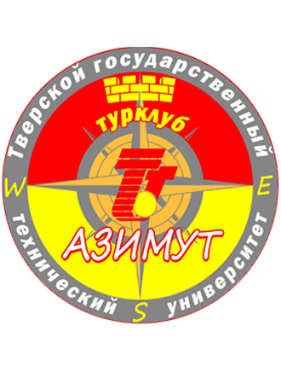 Тверской государственный
турклуб
W
E
АЗИМУТ
технический
S
университет